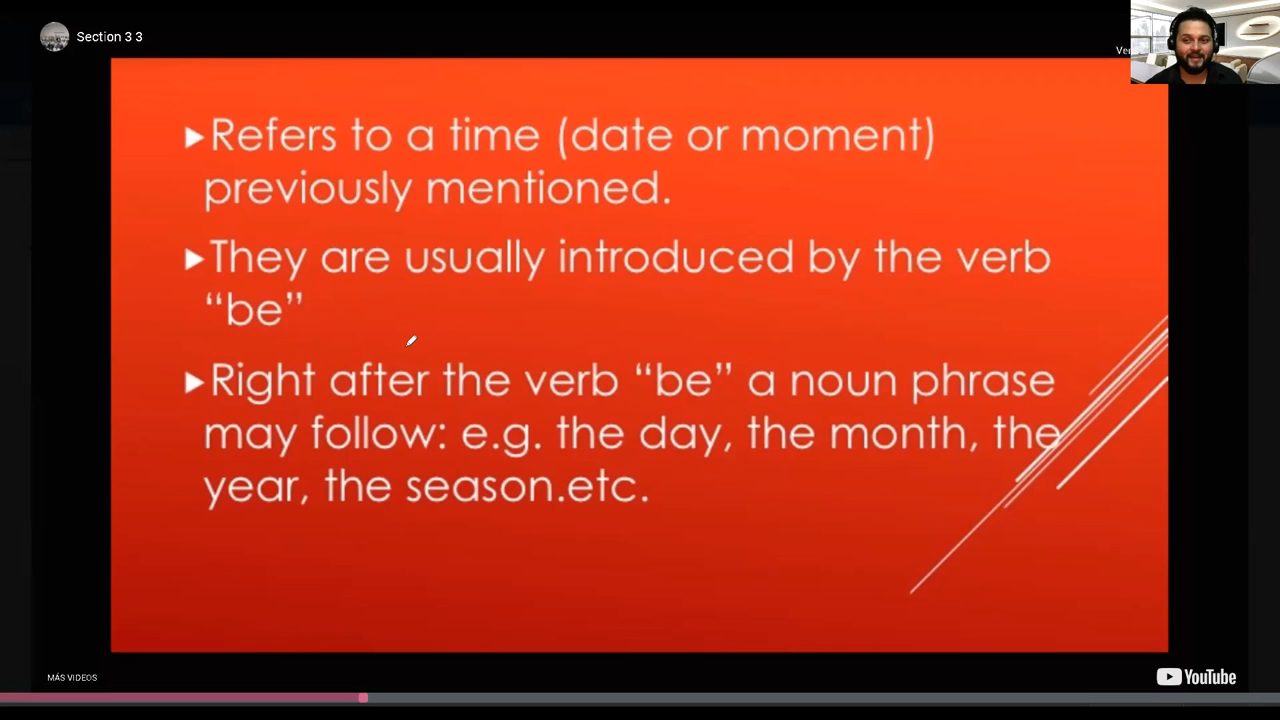 Section 3 3
Ver
Refers to a time (date or moment)
previously mentioned.
They are usually introduced by the verb
“be”
Right after the verb “be” a noun phrase
may follow: e.g. the day, the month, the
year, the season.etc.
MÁS VIDEOS
YouTube